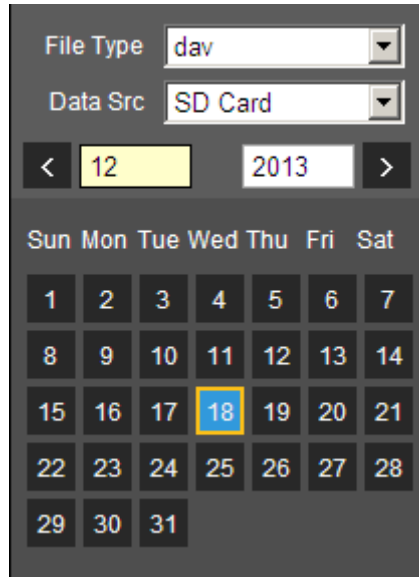 File Type dav
Data Src SD Card
< 12 2013 >
Sun Mon Tue Wed Thu Fri Sat
1 2 3 4 5 6 7
8 9 10 11 12 13 14
15 16 17 18 19 20 21
22 23 24 25 26 27 28
29 30 31